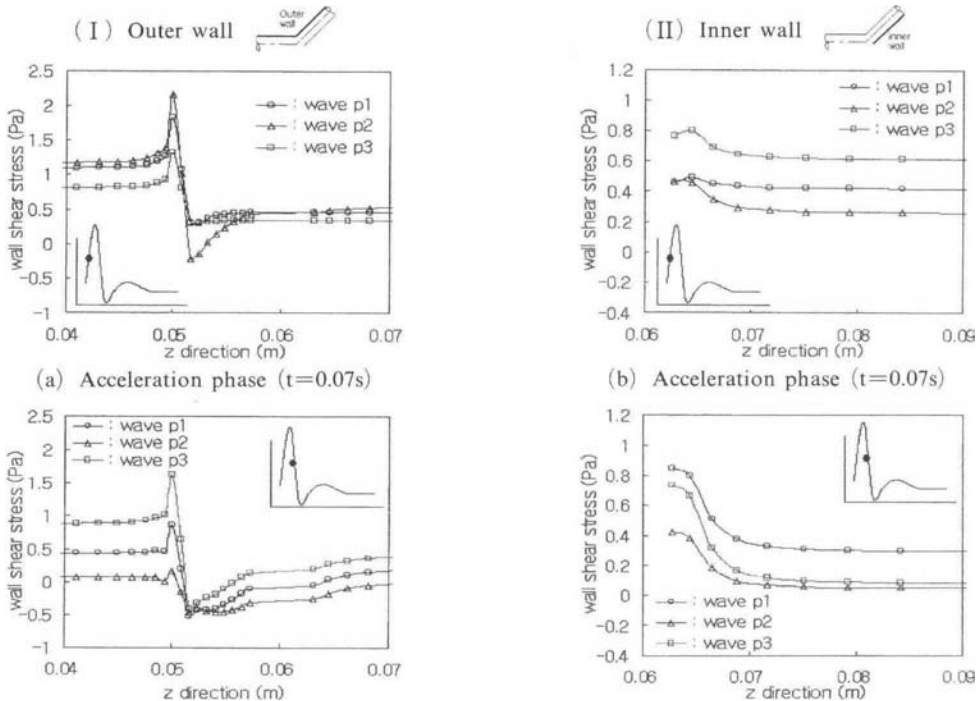 (Ⅰ) Outer wall
Outer
wall
2.5
2
1.5
1
0.5
0
-0.5
-1
wall shear stress (Pa)
: wave p1
: wave p2
: wave p3
0.04
0.05
0.06
0.07
z direction (m)
(a) Acceleration phase (t=0.07s)
(II) Inner wall
inner
wall
1.2
1
0.8
0.6
0.4
0.2
0
-0.2
-0.4
wall shear stress (Pa)
: wave p1
: wave p2
: wave p3
0.06
0.07
0.08
0.09
z direction (m)
(b) Acceleration phase (t=0.07s)
2.5
2
1.5
1
0.5
0
-0.5
-1
wall shear stress (Pa)
: wave p1
: wave p2
: wave p3
0.04
0.05
0.06
0.07
z direction (m)
1.2
1
0.8
0.6
0.4
0.2
0
-0.2
-0.4
wall shear stress (Pa)
: wave p1
: wave p2
: wave p3
0.06
0.07
0.08
0.09
z direction (m)